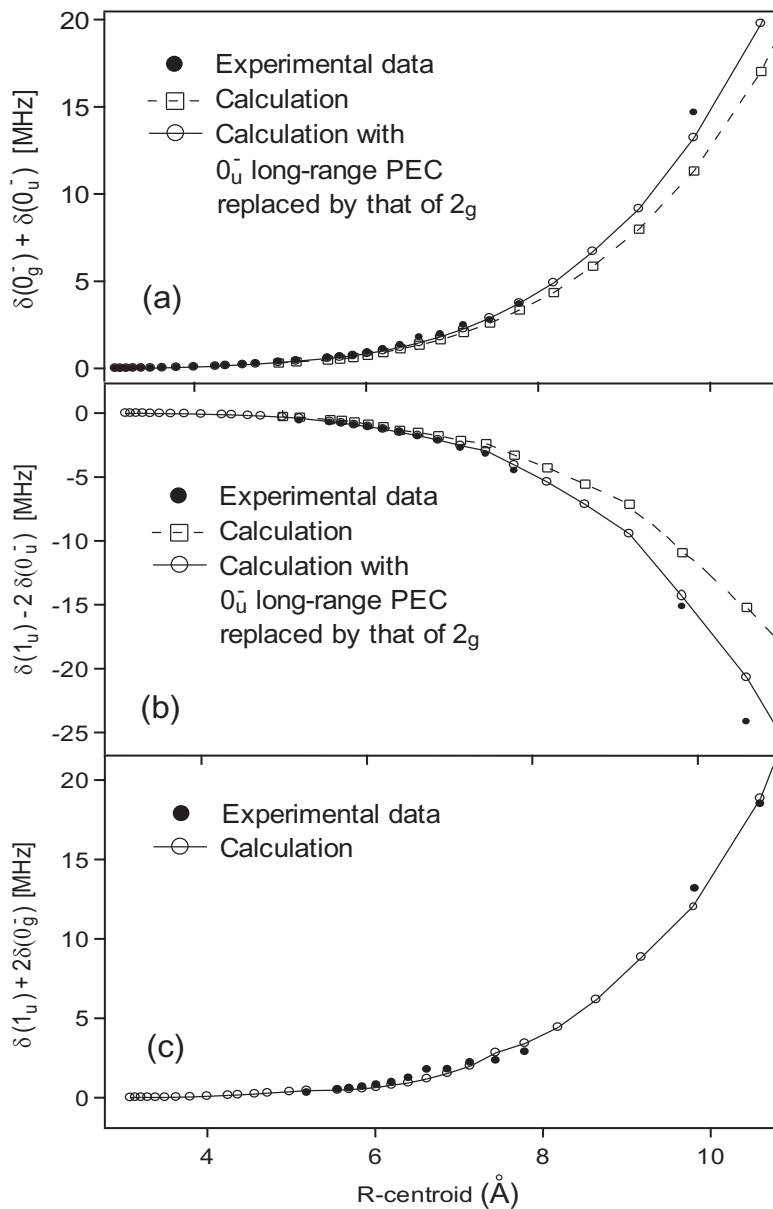 δ(0g⁻) + δ(0u⁻) [MHz]
20
15
10
5
0
Experimental data
Calculation
Calculation with
0u⁻ long-range PEC
replaced by that of 2g
(a)
δ(1u) - 2 δ(0u⁻) [MHz]
0
-5
-10
-15
-20
-25
Experimental data
Calculation
Calculation with
0u⁻ long-range PEC
replaced by that of 2g
(b)
δ(1u) + 2δ(0g⁻) [MHz]
20
15
10
5
0
Experimental data
Calculation
(c)
4 6 8 10
R-centroid (Å)